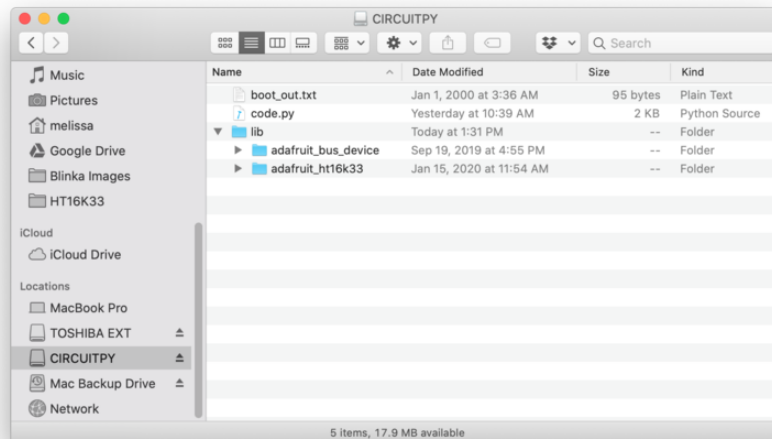 CIRCUITPY
Search
Music
Pictures
melissa
Google Drive
Blinka Images
HT16K33
iCloud
iCloud Drive
Locations
MacBook Pro
TOSHIBA EXT
CIRCUITPY
Mac Backup Drive
Network
Name Date Modified Size Kind
boot_out.txt Jan 1, 2000 at 3:36 AM 95 bytes Plain Text
code.py Yesterday at 10:39 AM 2 KB Python Source
lib Today at 1:31 PM -- Folder
adafruit_bus_device Sep 19, 2019 at 4:55 PM -- Folder
adafruit_ht16k33 Jan 15, 2020 at 11:54 AM -- Folder
5 items, 17.9 MB available